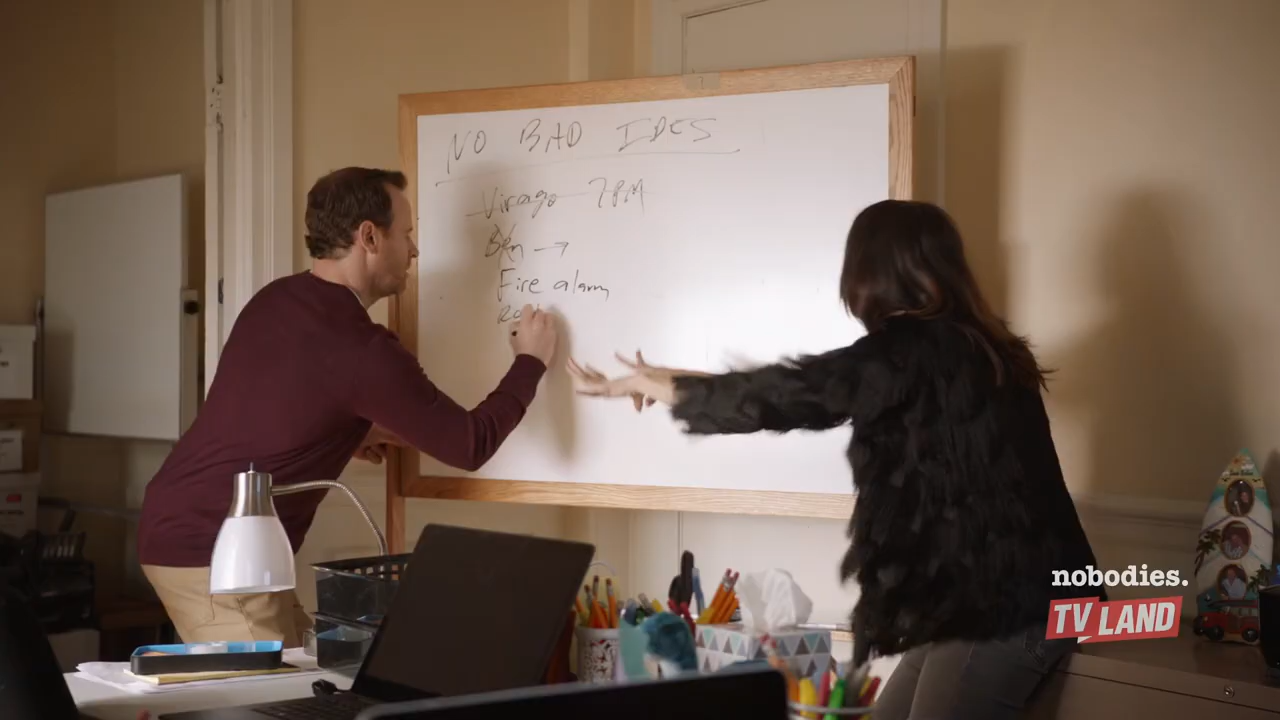 NO BAD IDES
Virago 7PM
Ben →
Fire alarm
nobodies.
TV LAND